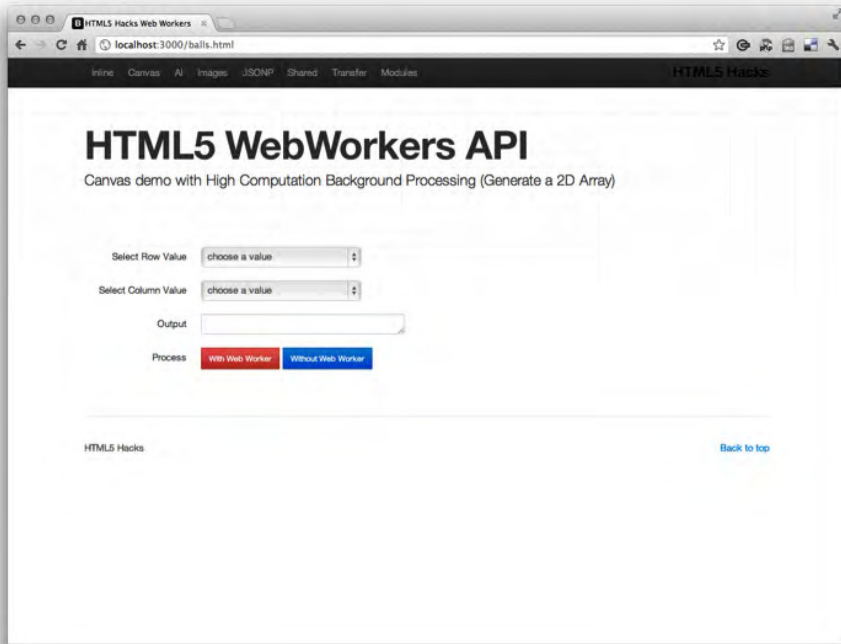 HTML5 Hacks Web Workers
localhost:3000/balls.html
Inline Canvas AI Images JSONP Shared Transfer Modules HTML5 Hacks
HTML5 WebWorkers API
Canvas demo with High Computation Background Processing (Generate a 2D Array)
Select Row Value choose a value
Select Column Value choose a value
Output
Process With Web Worker Without Web Worker
HTML5 Hacks Back to top